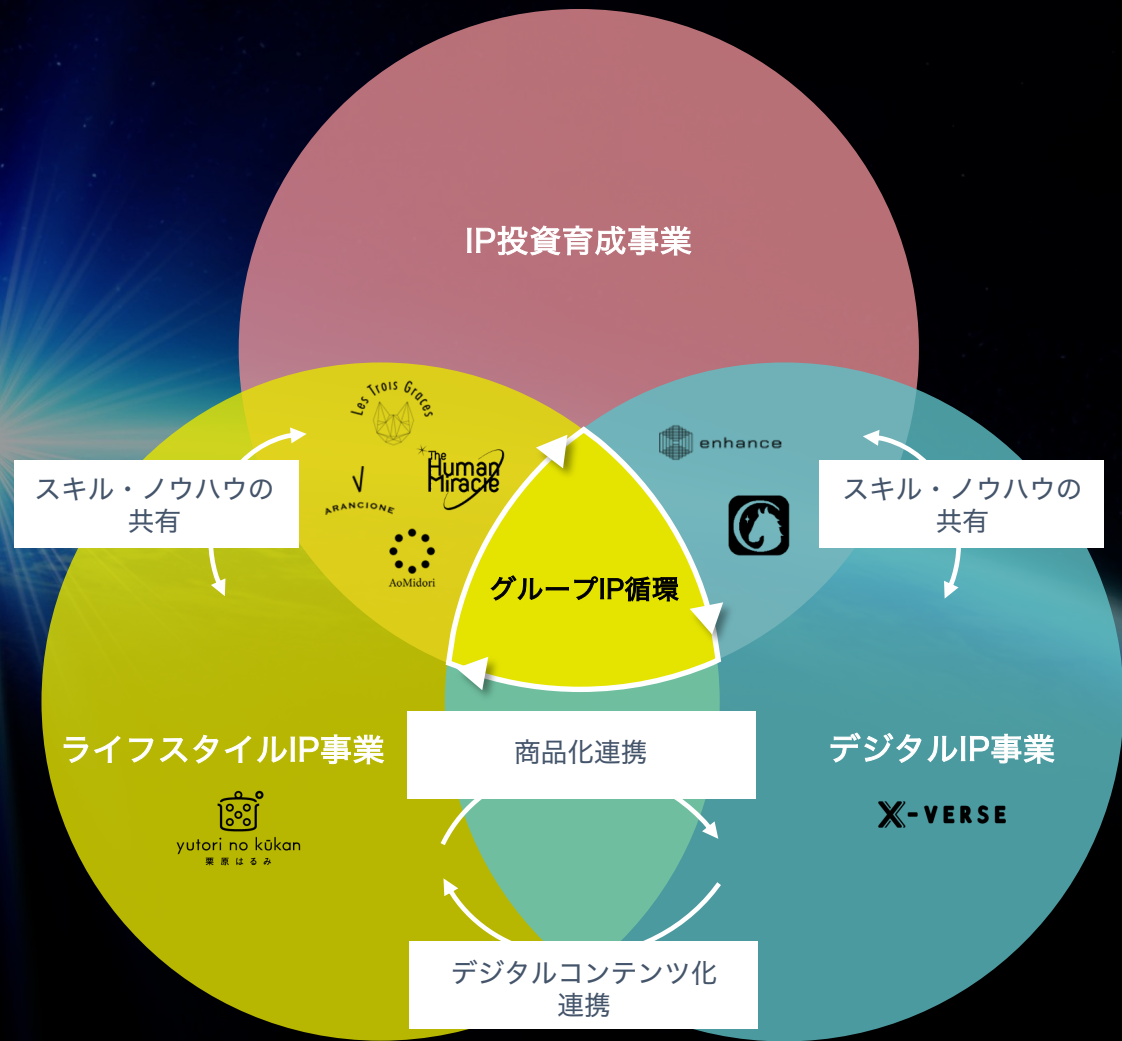 IP投資育成事業
Les Trois Graces
The
Human
Miracle
ARANCIONE
AoMidori
enhance
スキル・ノウハウの
共有
スキル・ノウハウの
共有
グループIP循環
ライフスタイルIP事業
yutori no kūkan
栗原はるみ
商品化連携
デジタルIP事業
X-VERSE
デジタルコンテンツ化
連携